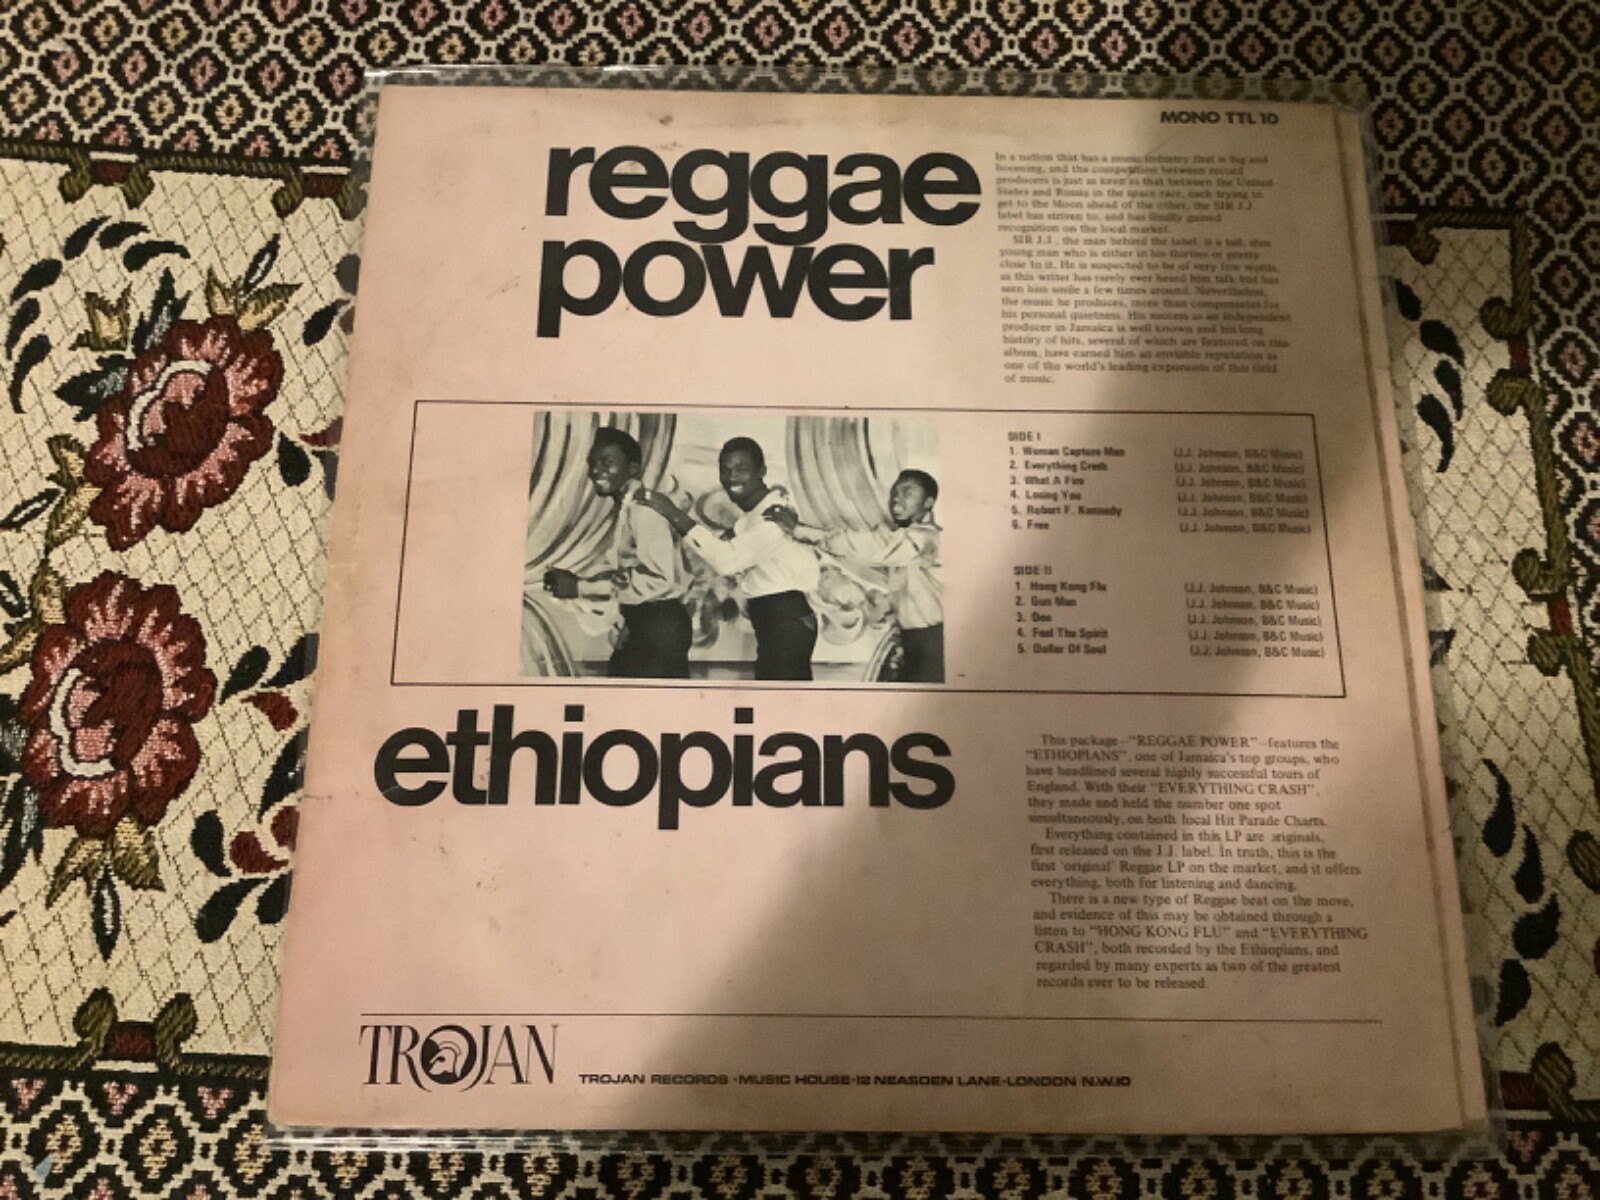 MONO TTL 10
reggae
power
In a nation that has a music industry that is big and
booming, and the competition between record
producers is just as keen as that between the United
States and Russia in the space race, each trying to
get to the Moon ahead of the other, the SIR J.J.
label has striven to, and has finally gained
recognition on the local market.
SIR J.J., the man behind the label, is a tall, slim
young man who is either in his thirties or pretty
close to it. He is suspected to be of very few words,
as this writer has rarely ever heard him talk but has
seen him smile a few times around. Nevertheless,
the music he produces, more than compensates for
his personal quietness. His success as an independent
producer in Jamaica is well known and his long
history of hits, several of which are featured on this
album, have earned him an enviable reputation as
one of the world's leading exponents of this field
of music.
SIDE I
1. Woman Capture Man (J.J. Johnson, B&C Music)
2. Everything Crash (J.J. Johnson, B&C Music)
3. What A Fire (J.J. Johnson, B&C Music)
4. Losing You (J.J. Johnson, B&C Music)
5. Robert F. Kennedy (J.J. Johnson, B&C Music)
6. Free (J.J. Johnson, B&C Music)
SIDE II
1. Hong Kong Flu (J.J. Johnson, B&C Music)
2. Gun Man (J.J. Johnson, B&C Music)
3. One (J.J. Johnson, B&C Music)
4. Feel The Spirit (J.J. Johnson, B&C Music)
5. Dollar Of Soul (J.J. Johnson, B&C Music)
ethiopians
This package—"REGGAE POWER"—features the
"ETHIOPIANS", one of Jamaica's top groups, who
have headlined several highly successful tours of
England. With their "EVERYTHING CRASH",
they made and held the number one spot
simultaneously, on both local Hit Parade Charts.
Everything contained in this LP are originals,
first released on the J.J. label. In truth, this is the
first 'original' Reggae LP on the market, and it offers
everything, both for listening and dancing.
There is a new type of Reggae beat on the move,
and evidence of this may be obtained through a
listen to "HONG KONG FLU" and "EVERYTHING
CRASH", both recorded by the Ethiopians, and
regarded by many experts as two of the greatest
records ever to be released.
TROJAN
TROJAN RECORDS · MUSIC HOUSE · 12 NEASDEN LANE · LONDON N.W.10